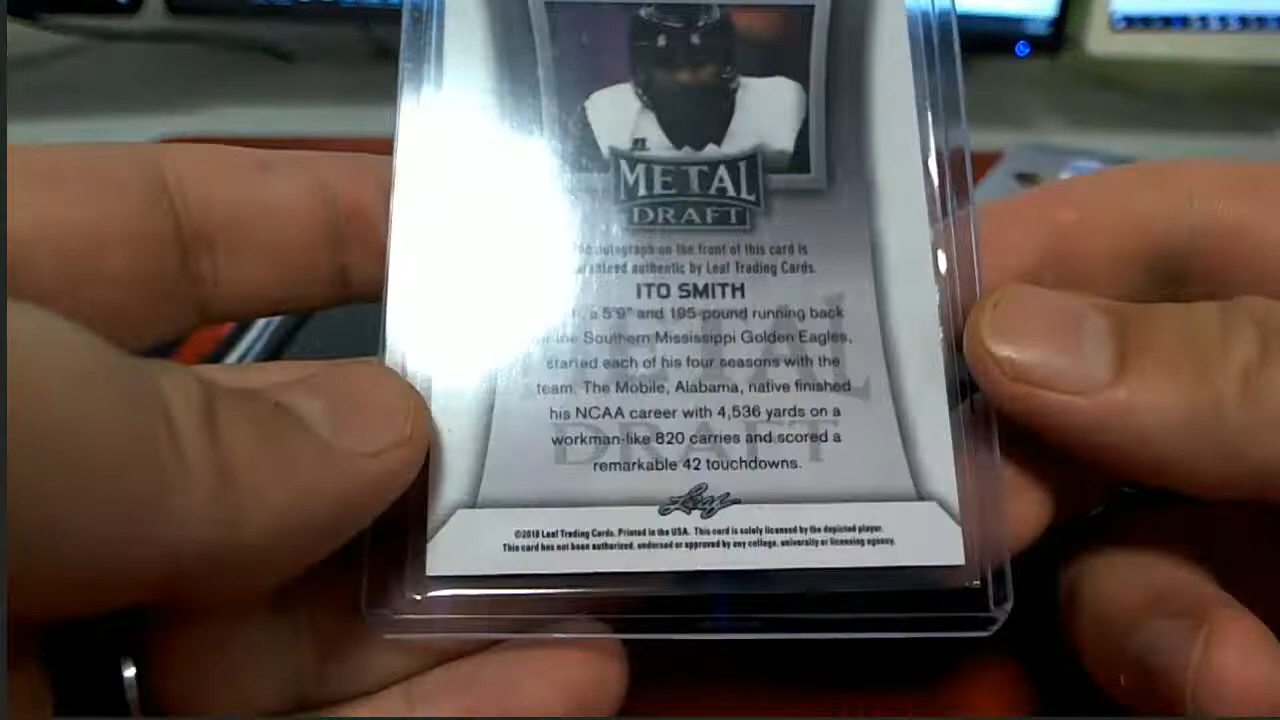 METAL
DRAFT
autograph on the front of this card is
authentic by Leaf Trading Cards.
ITO SMITH
a 5'9" and 195-pound running back
the Southern Mississippi Golden Eagles,
started each of his four seasons with the
team. The Mobile, Alabama, native finished
his NCAA career with 4,536 yards on a
workman-like 820 carries and scored a
remarkable 42 touchdowns.
Leaf
©2018 Leaf Trading Cards. Printed in the USA. This card is solely licensed by the depicted player.
This card has not been authorized, endorsed or approved by any college, university or licensing agency.